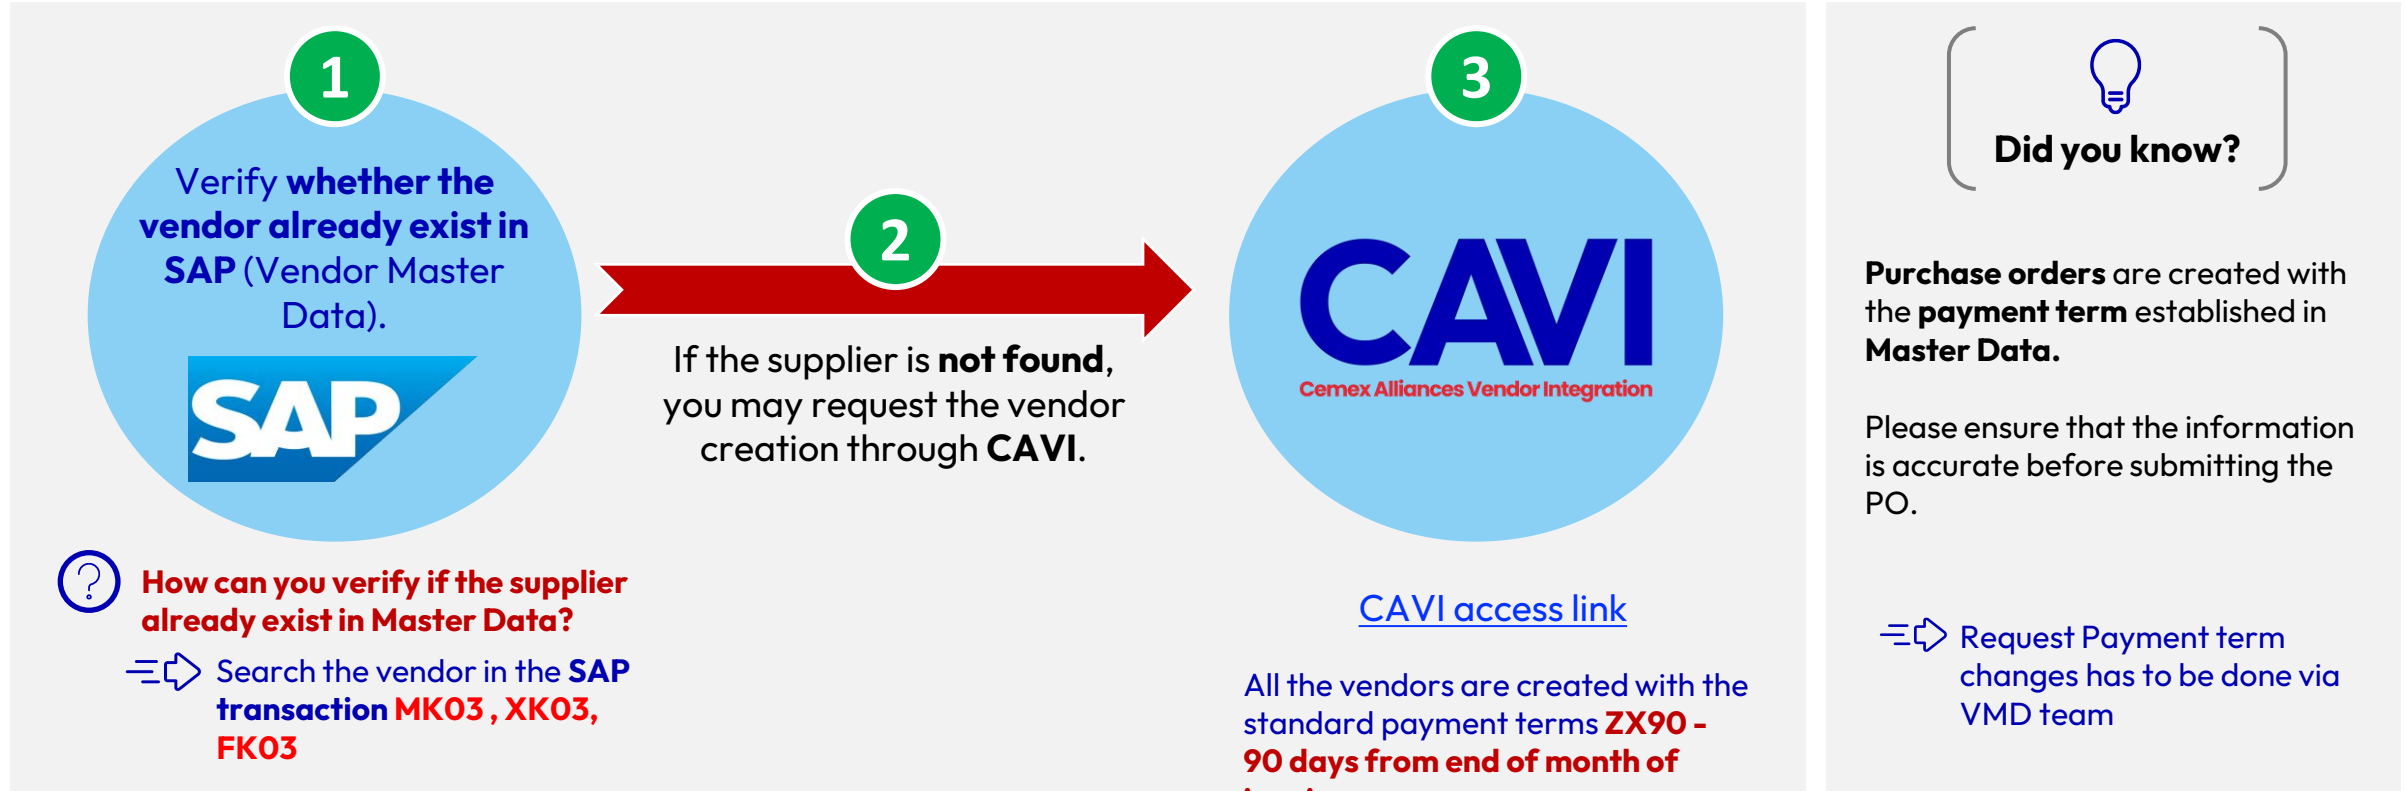 1
Verify whether the
vendor already exist in
SAP (Vendor Master
Data).
SAP
How can you verify if the supplier
already exist in Master Data?
Search the vendor in the SAP
transaction MK03 , XK03,
FK03
2
If the supplier is not found,
you may request the vendor
creation through CAVI.
3
CAVI
Cemex Alliances Vendor Integration
CAVI access link
All the vendors are created with the
standard payment terms ZX90 -
90 days from end of month of
Did you know?
Purchase orders are created with
the payment term established in
Master Data.
Please ensure that the information
is accurate before submitting the
PO.
Request Payment term
changes has to be done via
VMD team